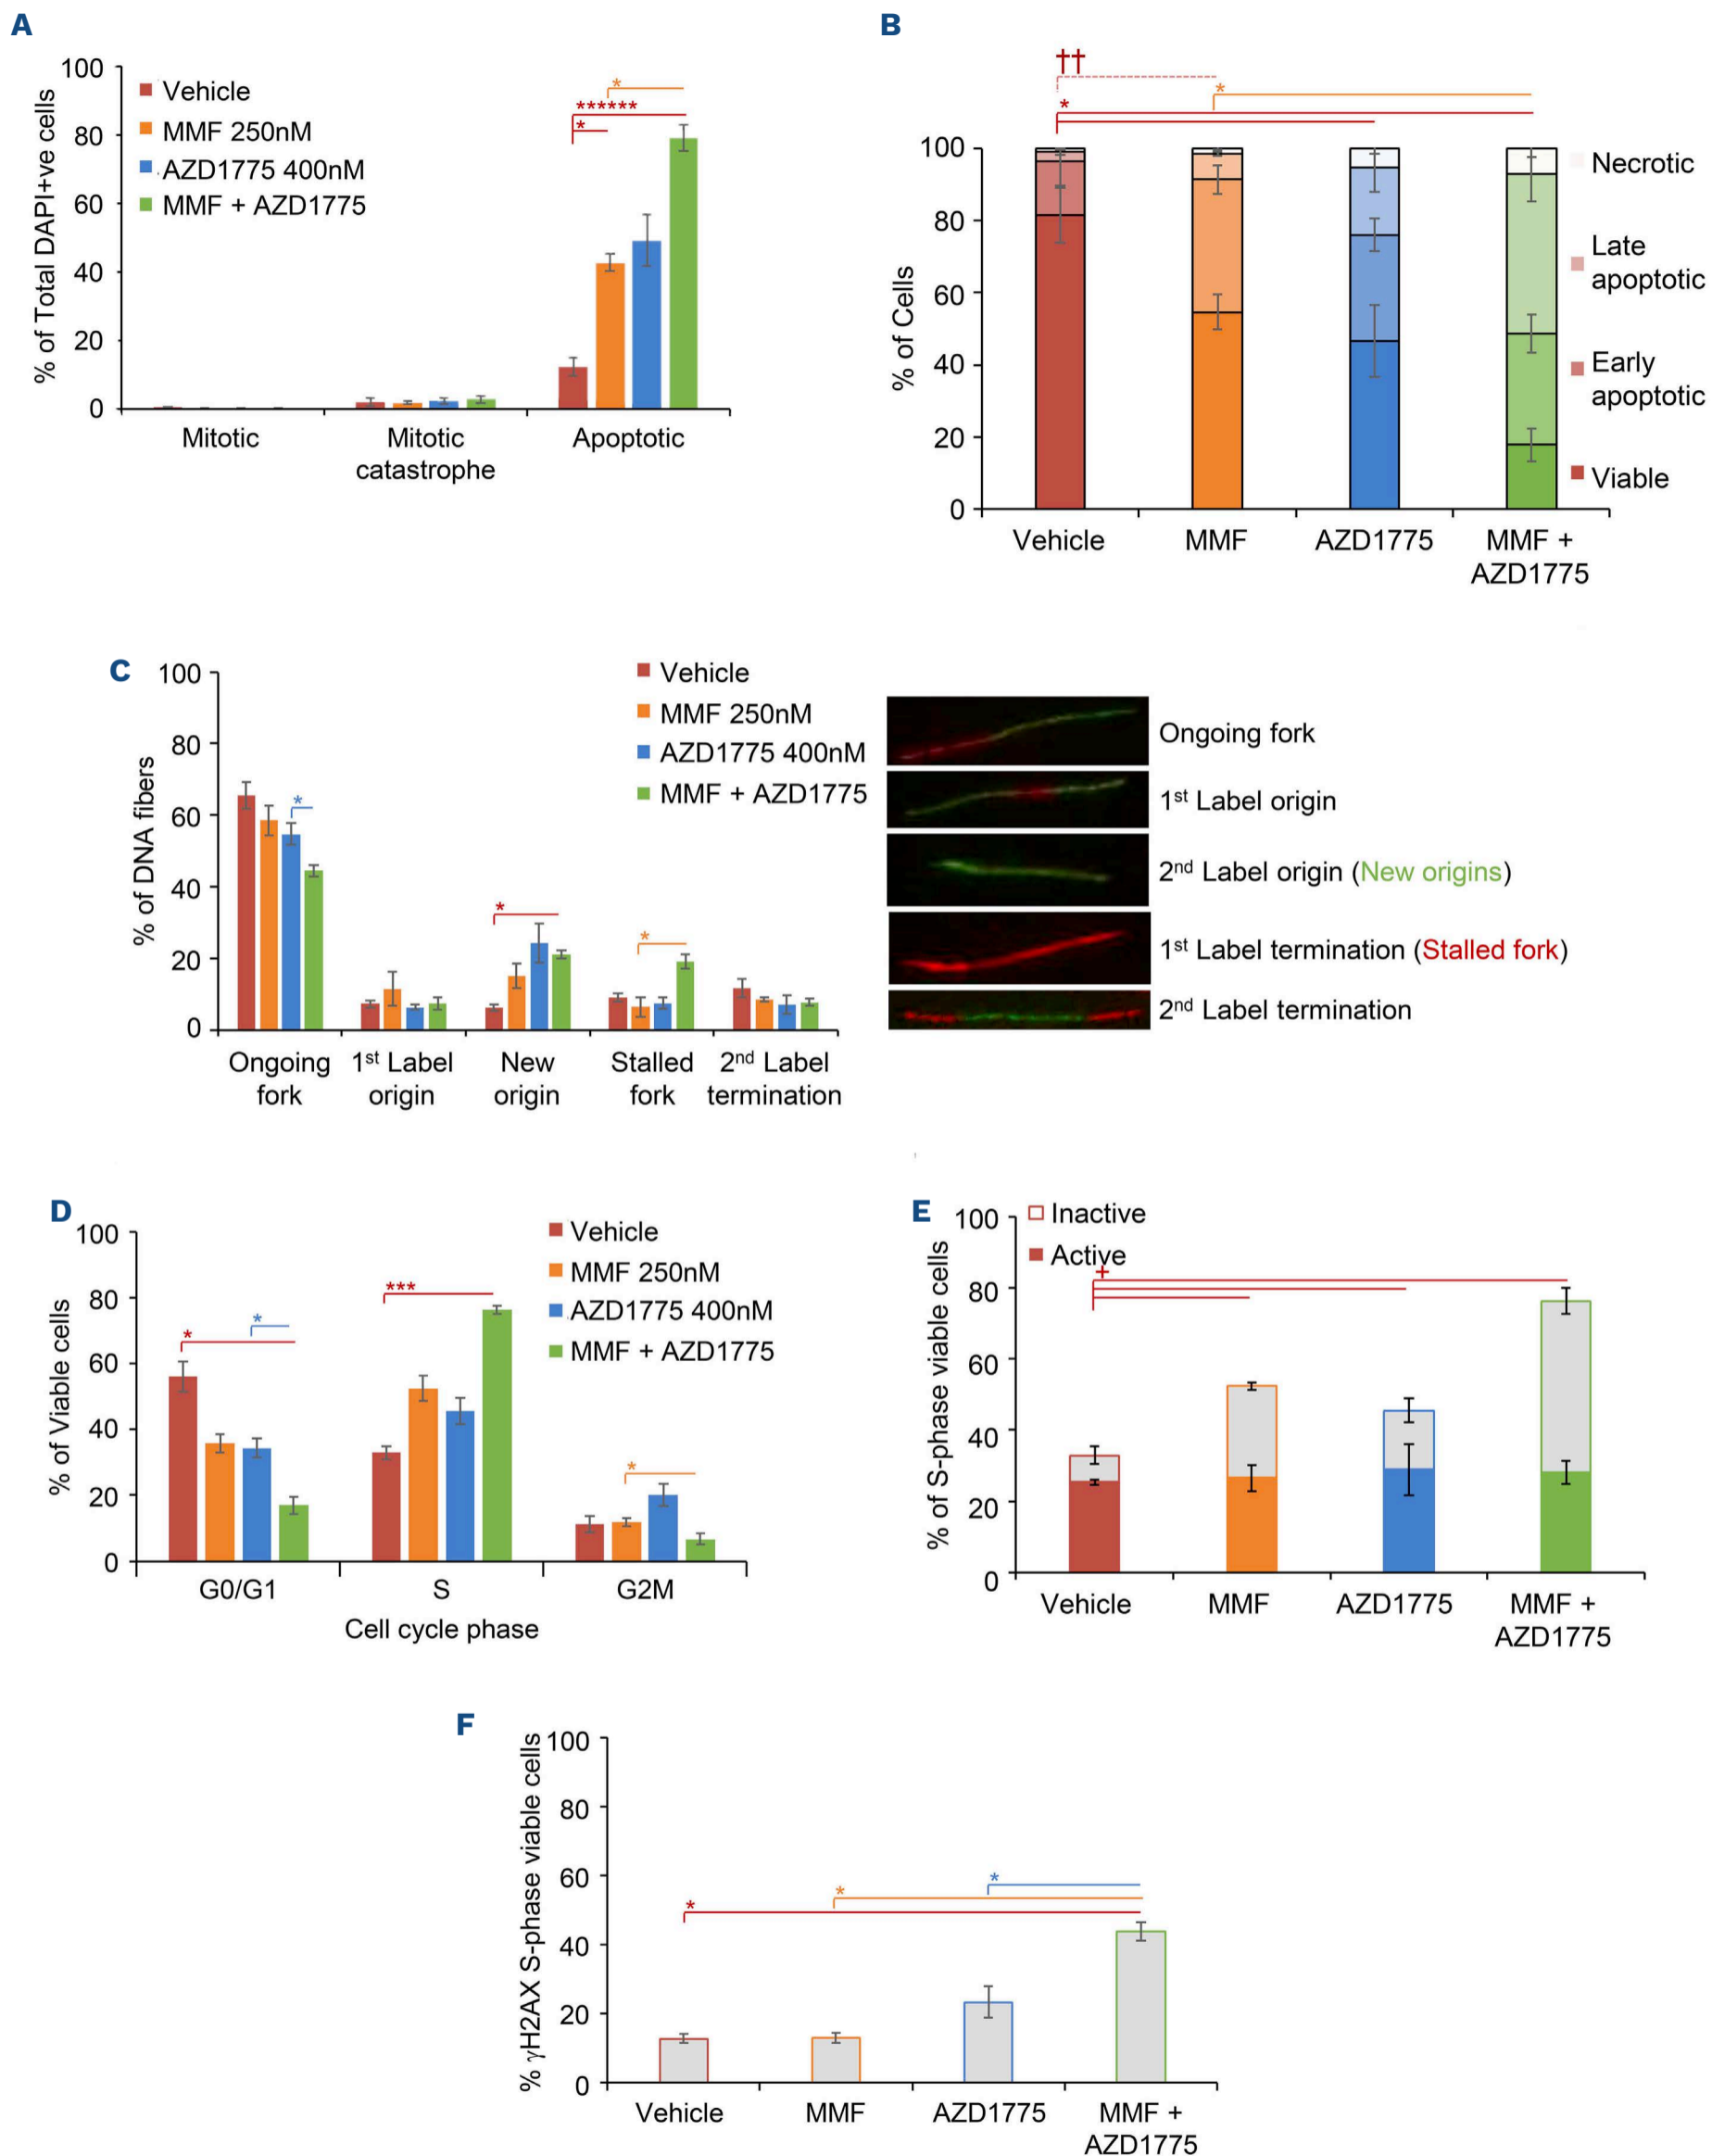 A
% of Total DAPI+ve cells
100
80
60
40
20
0
Vehicle
MMF 250nM
AZD1775 400nM
MMF + AZD1775
*
******
*
Mitotic
Mitotic
catastrophe
Apoptotic
B
% of Cells
100
80
60
40
20
0
††
*
*
Necrotic
Late
apoptotic
Early
apoptotic
Viable
Vehicle
MMF
AZD1775
MMF +
AZD1775
C
% of DNA fibers
100
80
60
40
20
0
Vehicle
MMF 250nM
AZD1775 400nM
MMF + AZD1775
*
*
*
Ongoing
fork
1st Label
origin
New
origin
Stalled
fork
2nd Label
termination
Ongoing fork
1st Label origin
2nd Label origin (New origins)
1st Label termination (Stalled fork)
2nd Label termination
D
% of Viable cells
100
80
60
40
20
0
Vehicle
MMF 250nM
AZD1775 400nM
MMF + AZD1775
*
*
***
*
G0/G1
S
G2M
Cell cycle phase
E
% of S-phase viable cells
100
80
60
40
20
0
Inactive
Active
+
Vehicle
MMF
AZD1775
MMF +
AZD1775
F
% γH2AX S-phase viable cells
100
80
60
40
20
0
*
*
*
Vehicle
MMF
AZD1775
MMF +
AZD1775